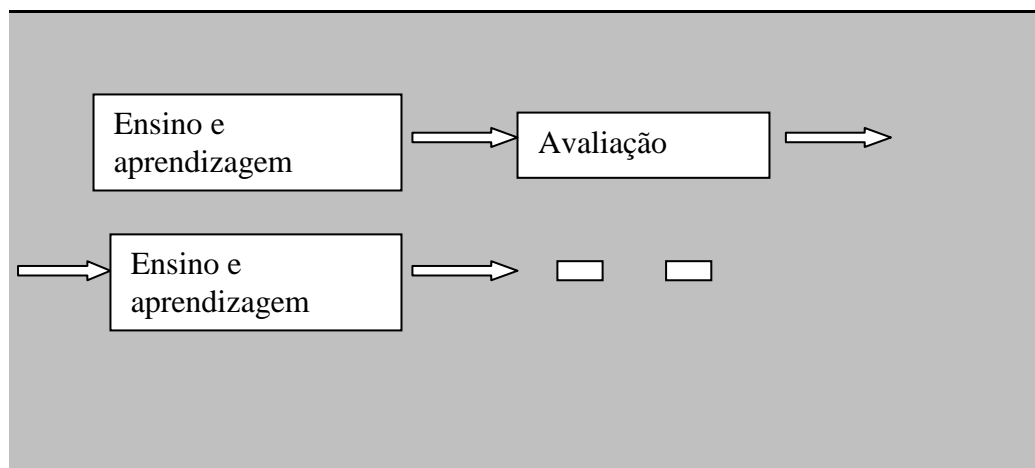 Ensino e
aprendizagem
Avaliação
Ensino e
aprendizagem